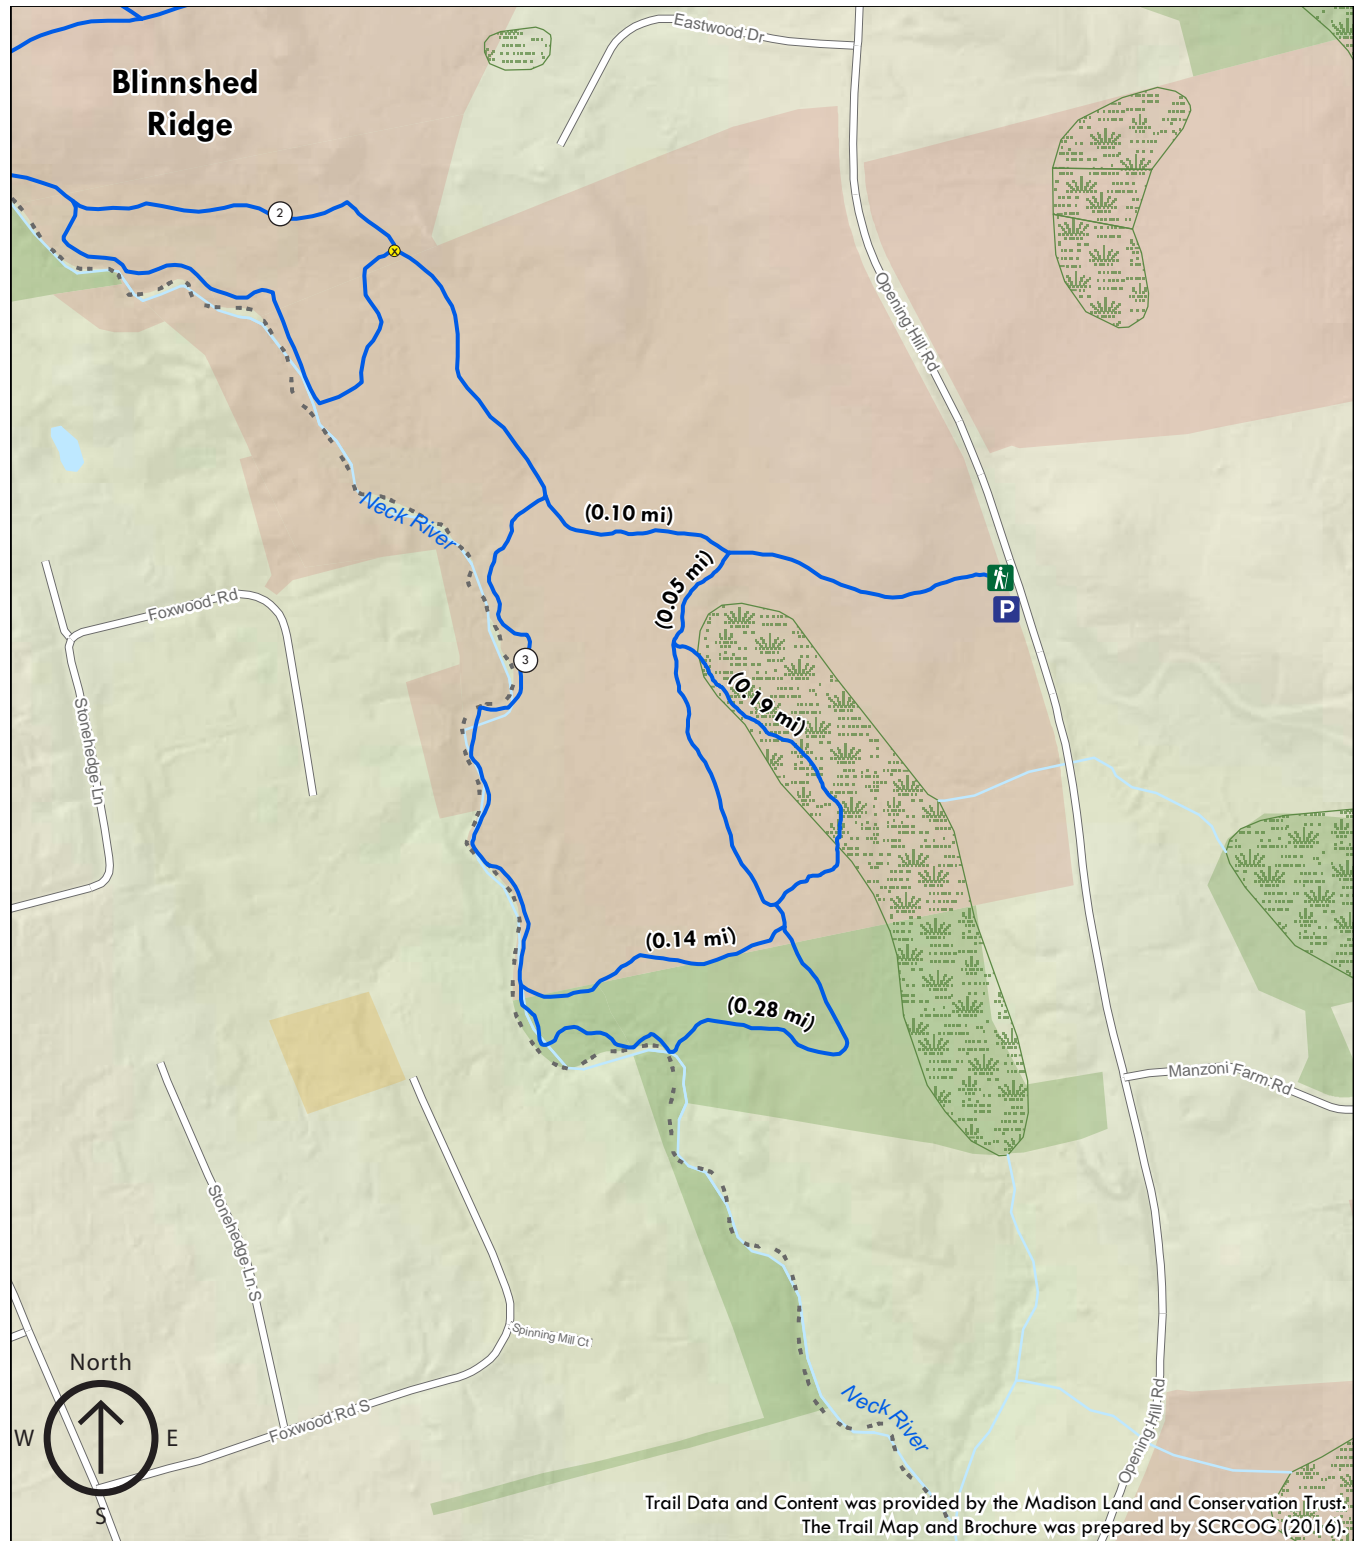 Eastwood Dr
Blinnshed
Ridge
2
x
Opening Hill Rd
Neck River
(0.10 mi)
(0.05 mi)
P
Foxwood Rd
3
(0.19 mi)
Stonehedge Ln
(0.14 mi)
(0.28 mi)
Manzoni Farm Rd
Stonehedge Ln S
Spinning Mill Ct
North
W
E
S
Foxwood Rd S
Neck River
Opening Hill Rd
Trail Data and Content was provided by the Madison Land and Conservation Trust.
The Trail Map and Brochure was prepared by SCRCOG (2016).